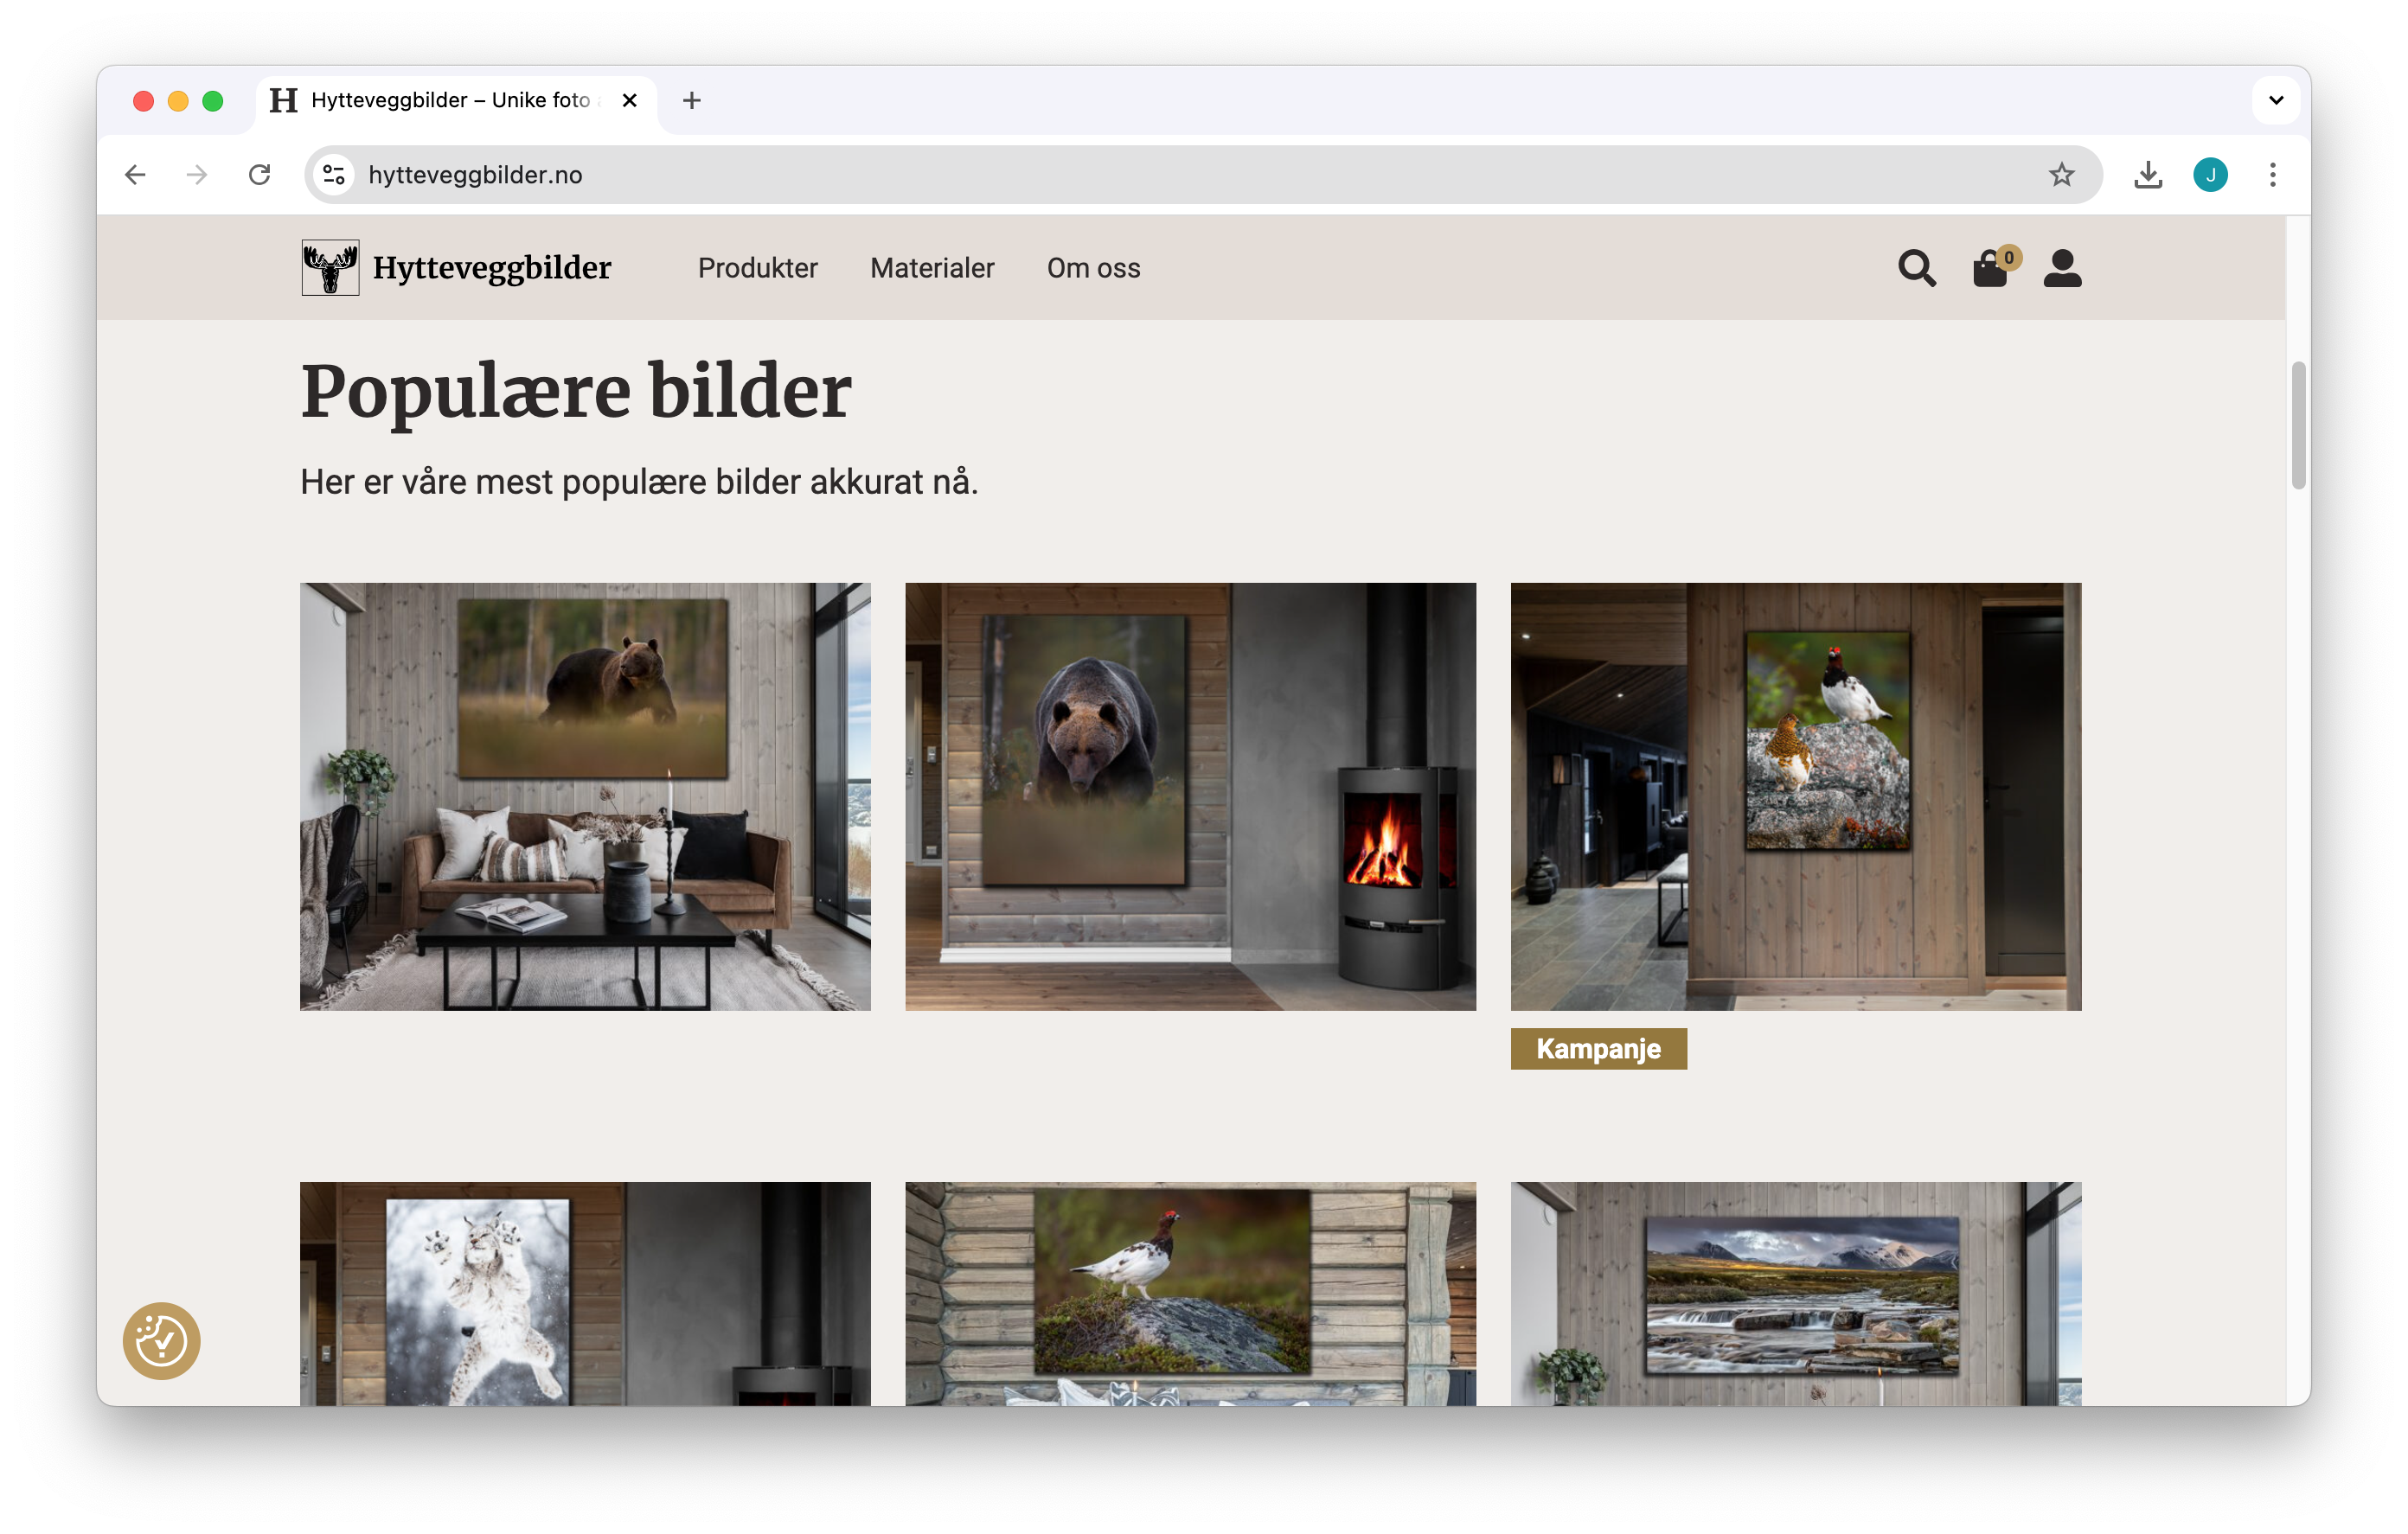 Hytteveggbilder – Unike foto
hytteveggbilder.no
Hytteveggbilder
Produkter
Materialer
Om oss
0
J
Populære bilder
Her er våre mest populære bilder akkurat nå.
Kampanje